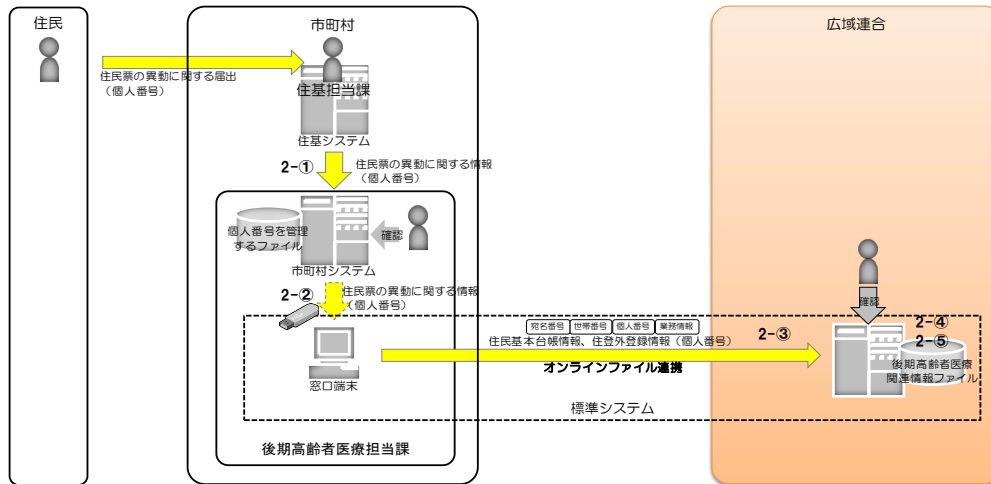 住民
市町村
広域連合
住民票の異動に関する届出
（個人番号）
住基担当課
住基システム
2-①
住民票の異動に関する情報
（個人番号）
個人番号を管理
するファイル
確認
市町村システム
2-②
住民票の異動に関する情報
（個人番号）
確認
宛名番号
世帯番号
個人番号
業務情報
住民基本台帳情報、住登外登録情報（個人番号）
2-③
オンラインファイル連携
2-④
2-⑤
後期高齢者医療
関連情報ファイル
窓口端末
標準システム
後期高齢者医療担当課